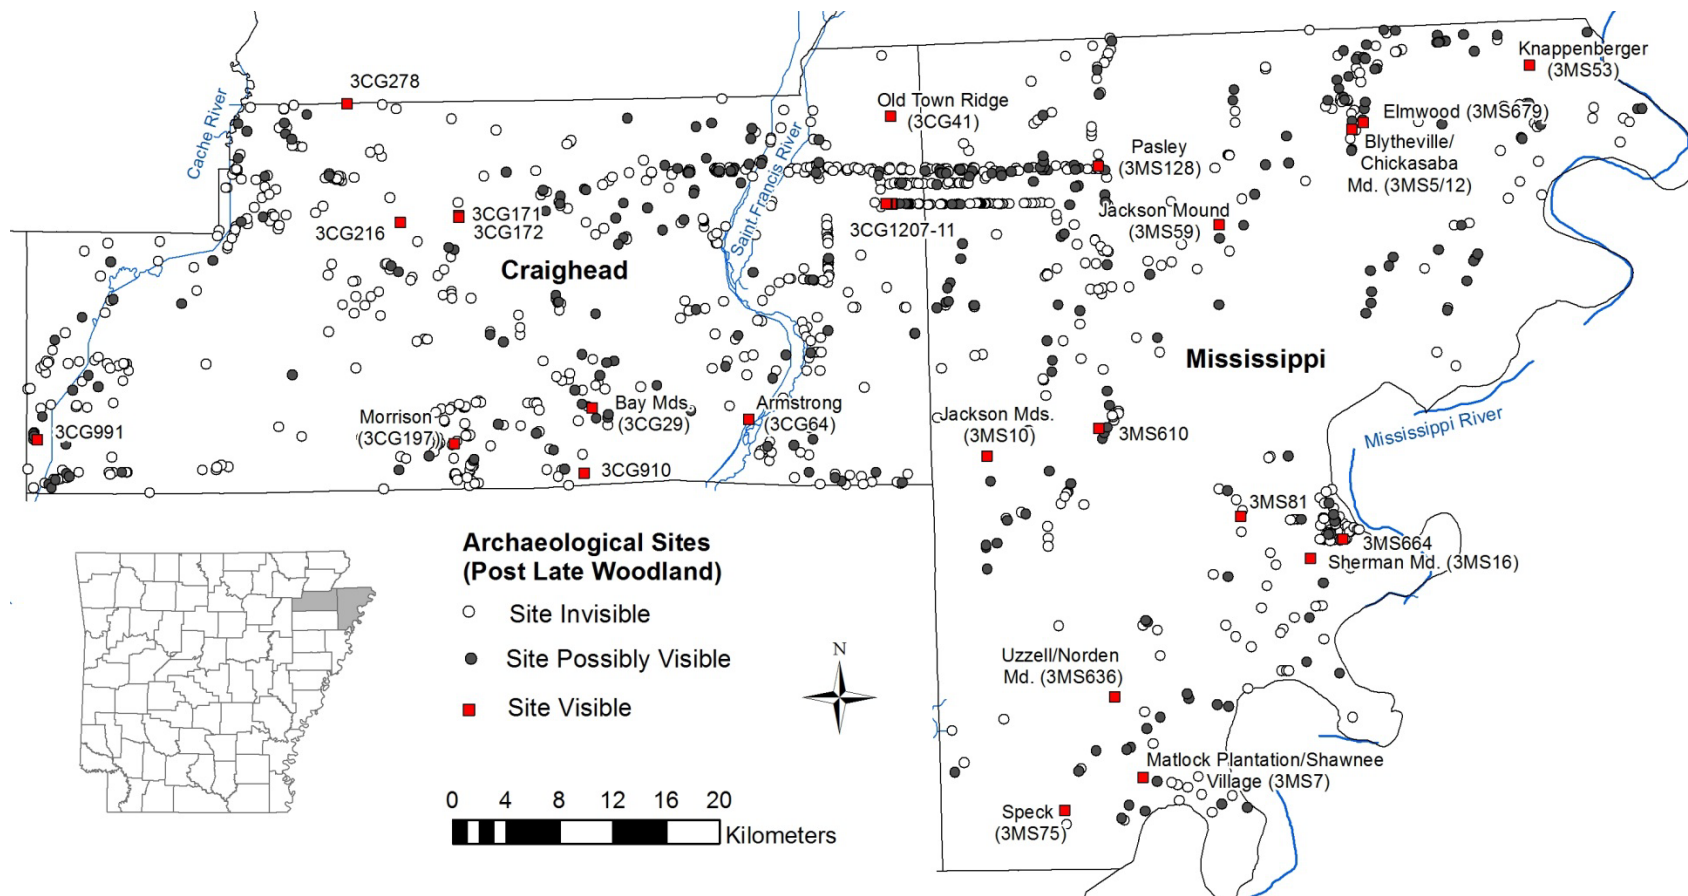 Knappenberger
(3MS53)
3CG278
Cache River
Old Town Ridge
(3CG41)
Elmwood (3MS679)
Blytheville/
Chickasaba
Md. (3MS5/12)
Saint Francis River
Pasley
(3MS128)
3CG171
3CG172
3CG216
3CG1207-11
Jackson Mound
(3MS59)
Craighead
Mississippi
Bay Mds.
(3CG29)
Armstrong
(3CG64)
Morrison
(3CG197)
3CG991
3CG910
Jackson Mds.
(3MS10)
3MS610
Mississippi River
3MS81
3MS664
Sherman Md. (3MS16)
Archaeological Sites
(Post Late Woodland)
Site Invisible
Site Possibly Visible
Site Visible
N
Uzzell/Norden
Md. (3MS636)
Matlock Plantation/Shawnee
Village (3MS7)
Speck
(3MS75)
0 4 8 12 16 20
Kilometers